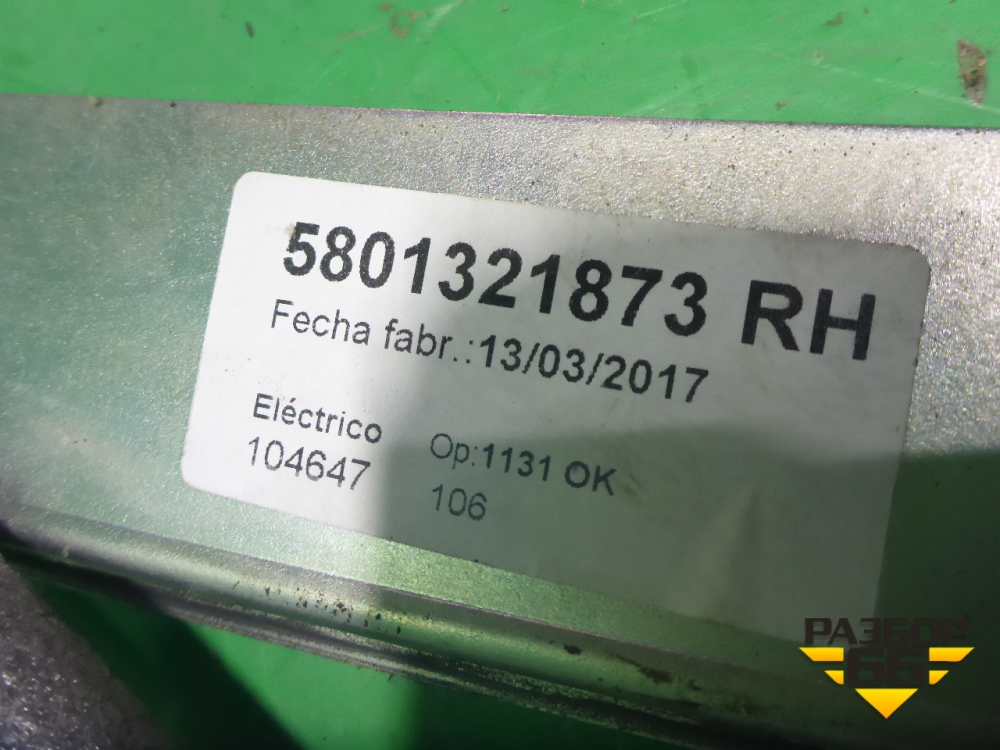 5801321873 RH
Fecha fabr.:13/03/2017
Eléctrico
104647
Op:1131 OK
106
РАЗБОР
66